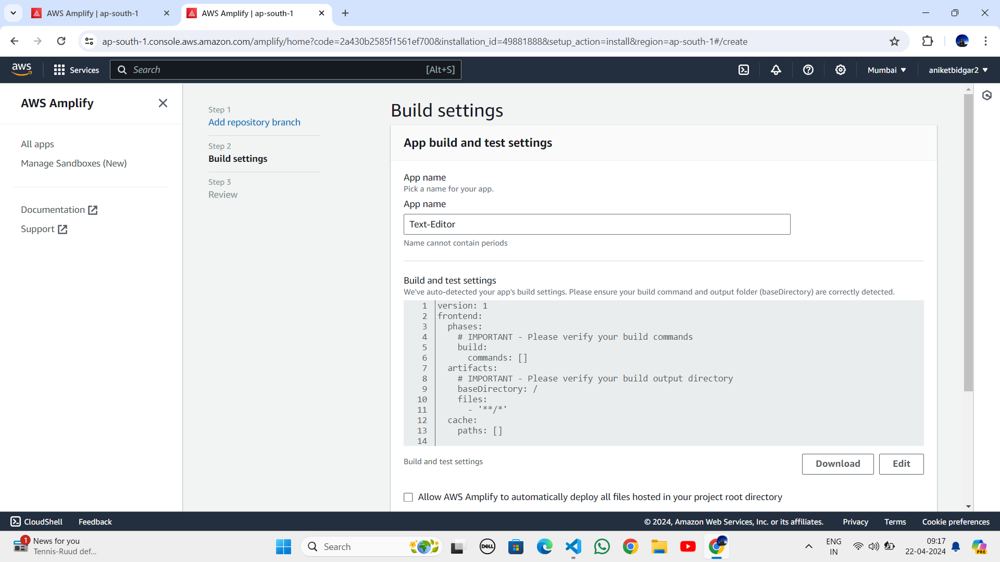 AWS Amplify | ap-south-1
AWS Amplify | ap-south-1
ap-south-1.console.aws.amazon.com/amplify/home?code=2a430b2585f1561ef700&installation_id=49881888&setup_action=install&region=ap-south-1#/create
aws
Services
Search
[Alt+S]
Mumbai
aniketbidgar2
AWS Amplify
All apps
Manage Sandboxes (New)
Documentation
Support
Step 1
Add repository branch
Step 2
Build settings
Step 3
Review
Build settings
App build and test settings
App name
Pick a name for your app.
App name
Text-Editor
Name cannot contain periods
Build and test settings
We've auto-detected your app's build settings. Please ensure your build command and output folder (baseDirectory) are correctly detected.
1 version: 1
2 frontend:
3   phases:
4     # IMPORTANT - Please verify your build commands
5     build:
6       commands: []
7   artifacts:
8     # IMPORTANT - Please verify your build output directory
9     baseDirectory: /
10     files:
11       - '**/*'
12   cache:
13     paths: []
14
Build and test settings
Download
Edit
Allow AWS Amplify to automatically deploy all files hosted in your project root directory
CloudShell
Feedback
© 2024, Amazon Web Services, Inc. or its affiliates.
Privacy
Terms
Cookie preferences
1
News for you
Tennis-Ruud def...
Search
DELL
ENG
IN
09:17
22-04-2024
PRE